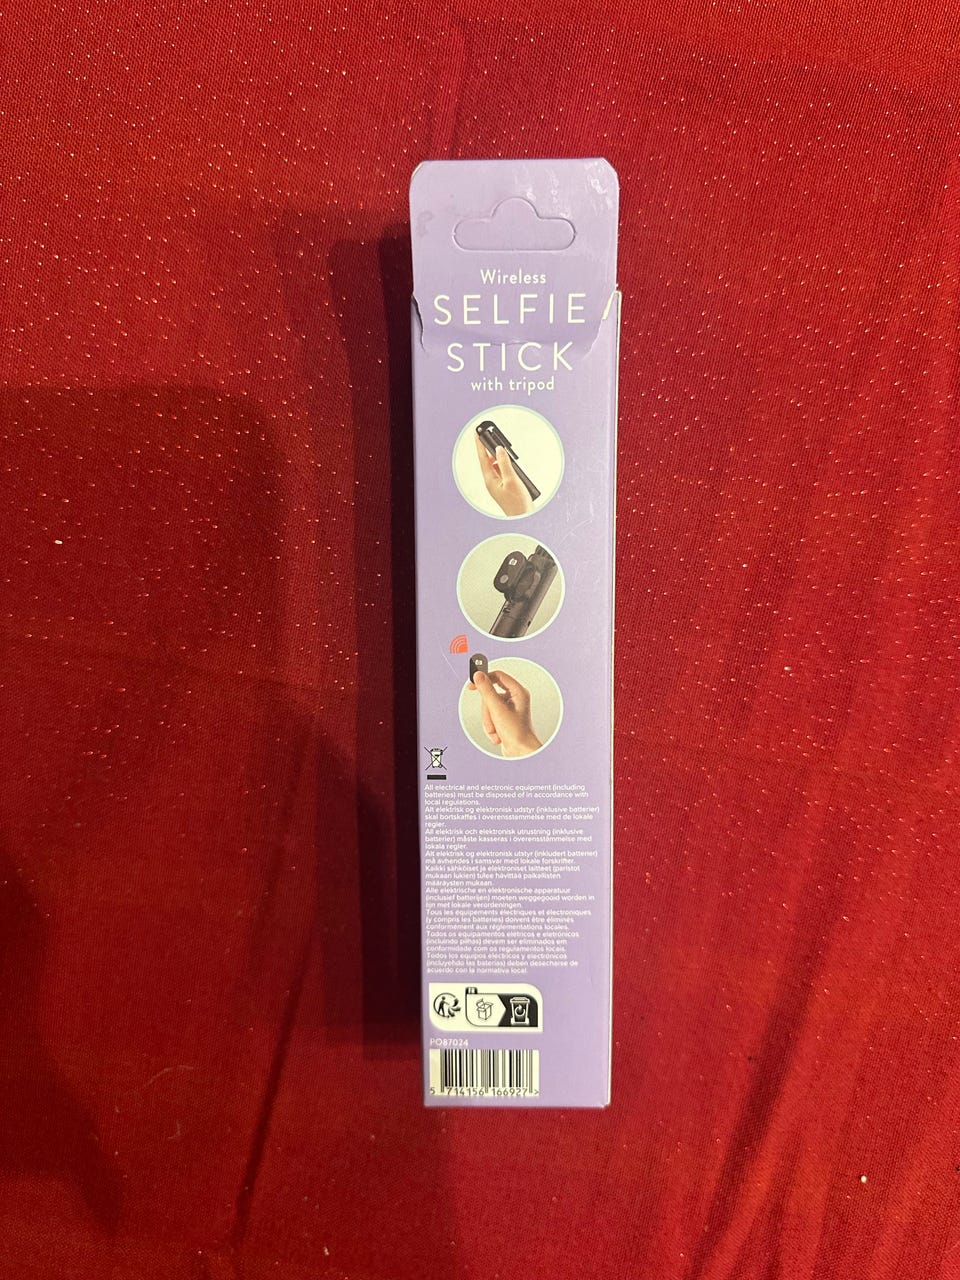 Wireless
SELFIE
STICK
with tripod
All electrical and electronic equipment (including
batteries) must be disposed of in accordance with
local regulations.
Alt elektrisk og elektronisk udstyr (inklusive batterier)
skal bortskaffes i overensstemmelse med de lokale
regler.
All elektrisk och elektronisk utrustning (inklusive
batterier) måste kasseras i överensstämmelse med
lokala regler.
Alt elektrisk og elektronisk utstyr (inkludert batterier)
må avhendes i samsvar med lokale forskrifter.
Kaikki sähköiset ja elektroniset laitteet (paristot
mukaan lukien) tulee hävittää paikallisten
määräysten mukaan.
Alle elektrische en elektronische apparatuur
(inclusief batterijen) moeten weggegooid worden in
lijn met lokale verordeningen.
Tous les équipements électriques et électroniques
(y compris les batteries) doivent être éliminés
conformément aux réglementations locales.
Todos os equipamentos elétricos e eletrónicos
(incluindo pilhas) devem ser eliminados em
conformidade com os regulamentos locais.
Todos los equipos eléctricos y electrónicos
(incluyendo las baterías) deben desecharse de
acuerdo con la normativa local.
FR
PO87024
5 714156 166927 >